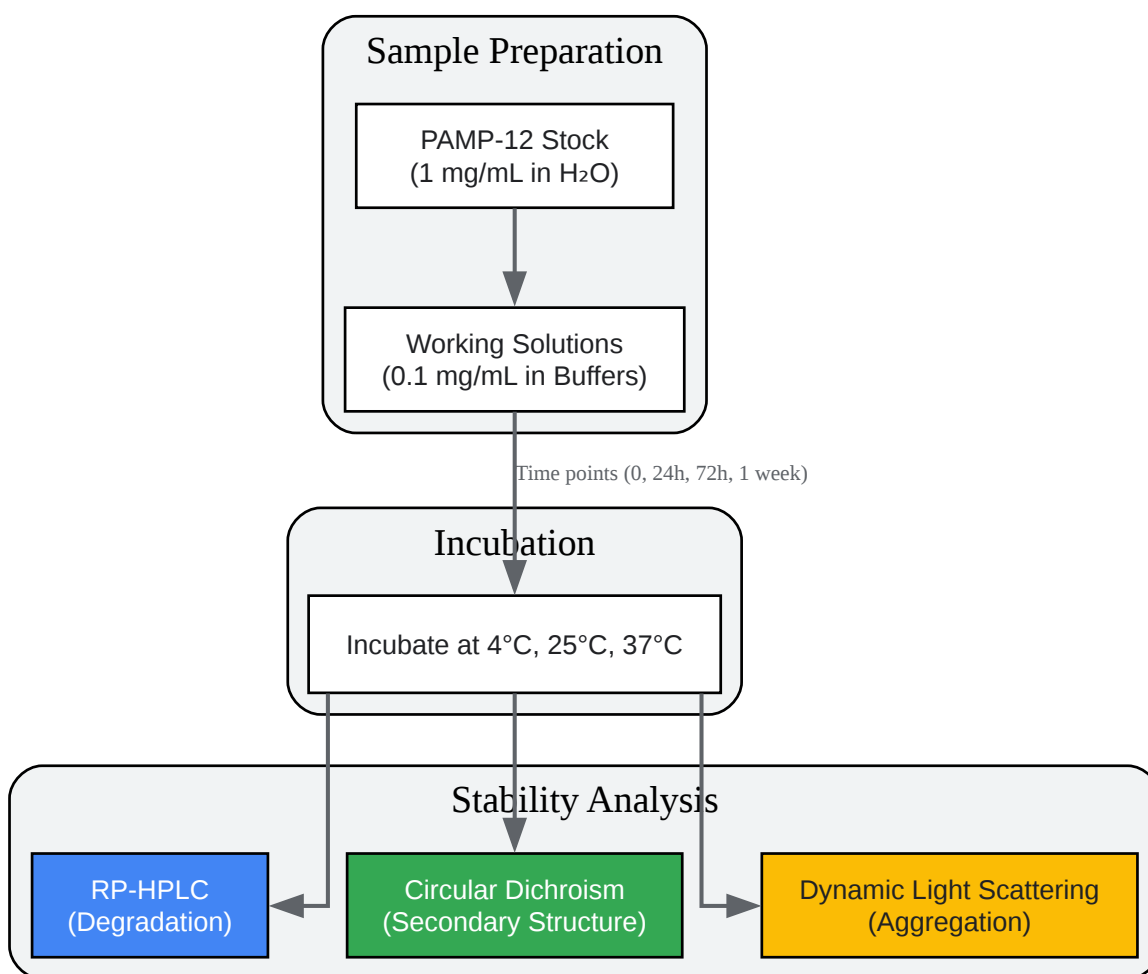 Sample Preparation
PAMP-12 Stock
(1 mg/mL in H₂O)
Working Solutions
(0.1 mg/mL in Buffers)
Time points (0, 24h, 72h, 1 week)
Incubation
Incubate at 4°C, 25°C, 37°C
Stability Analysis
RP-HPLC
(Degradation)
Circular Dichroism
(Secondary Structure)
Dynamic Light Scattering
(Aggregation)